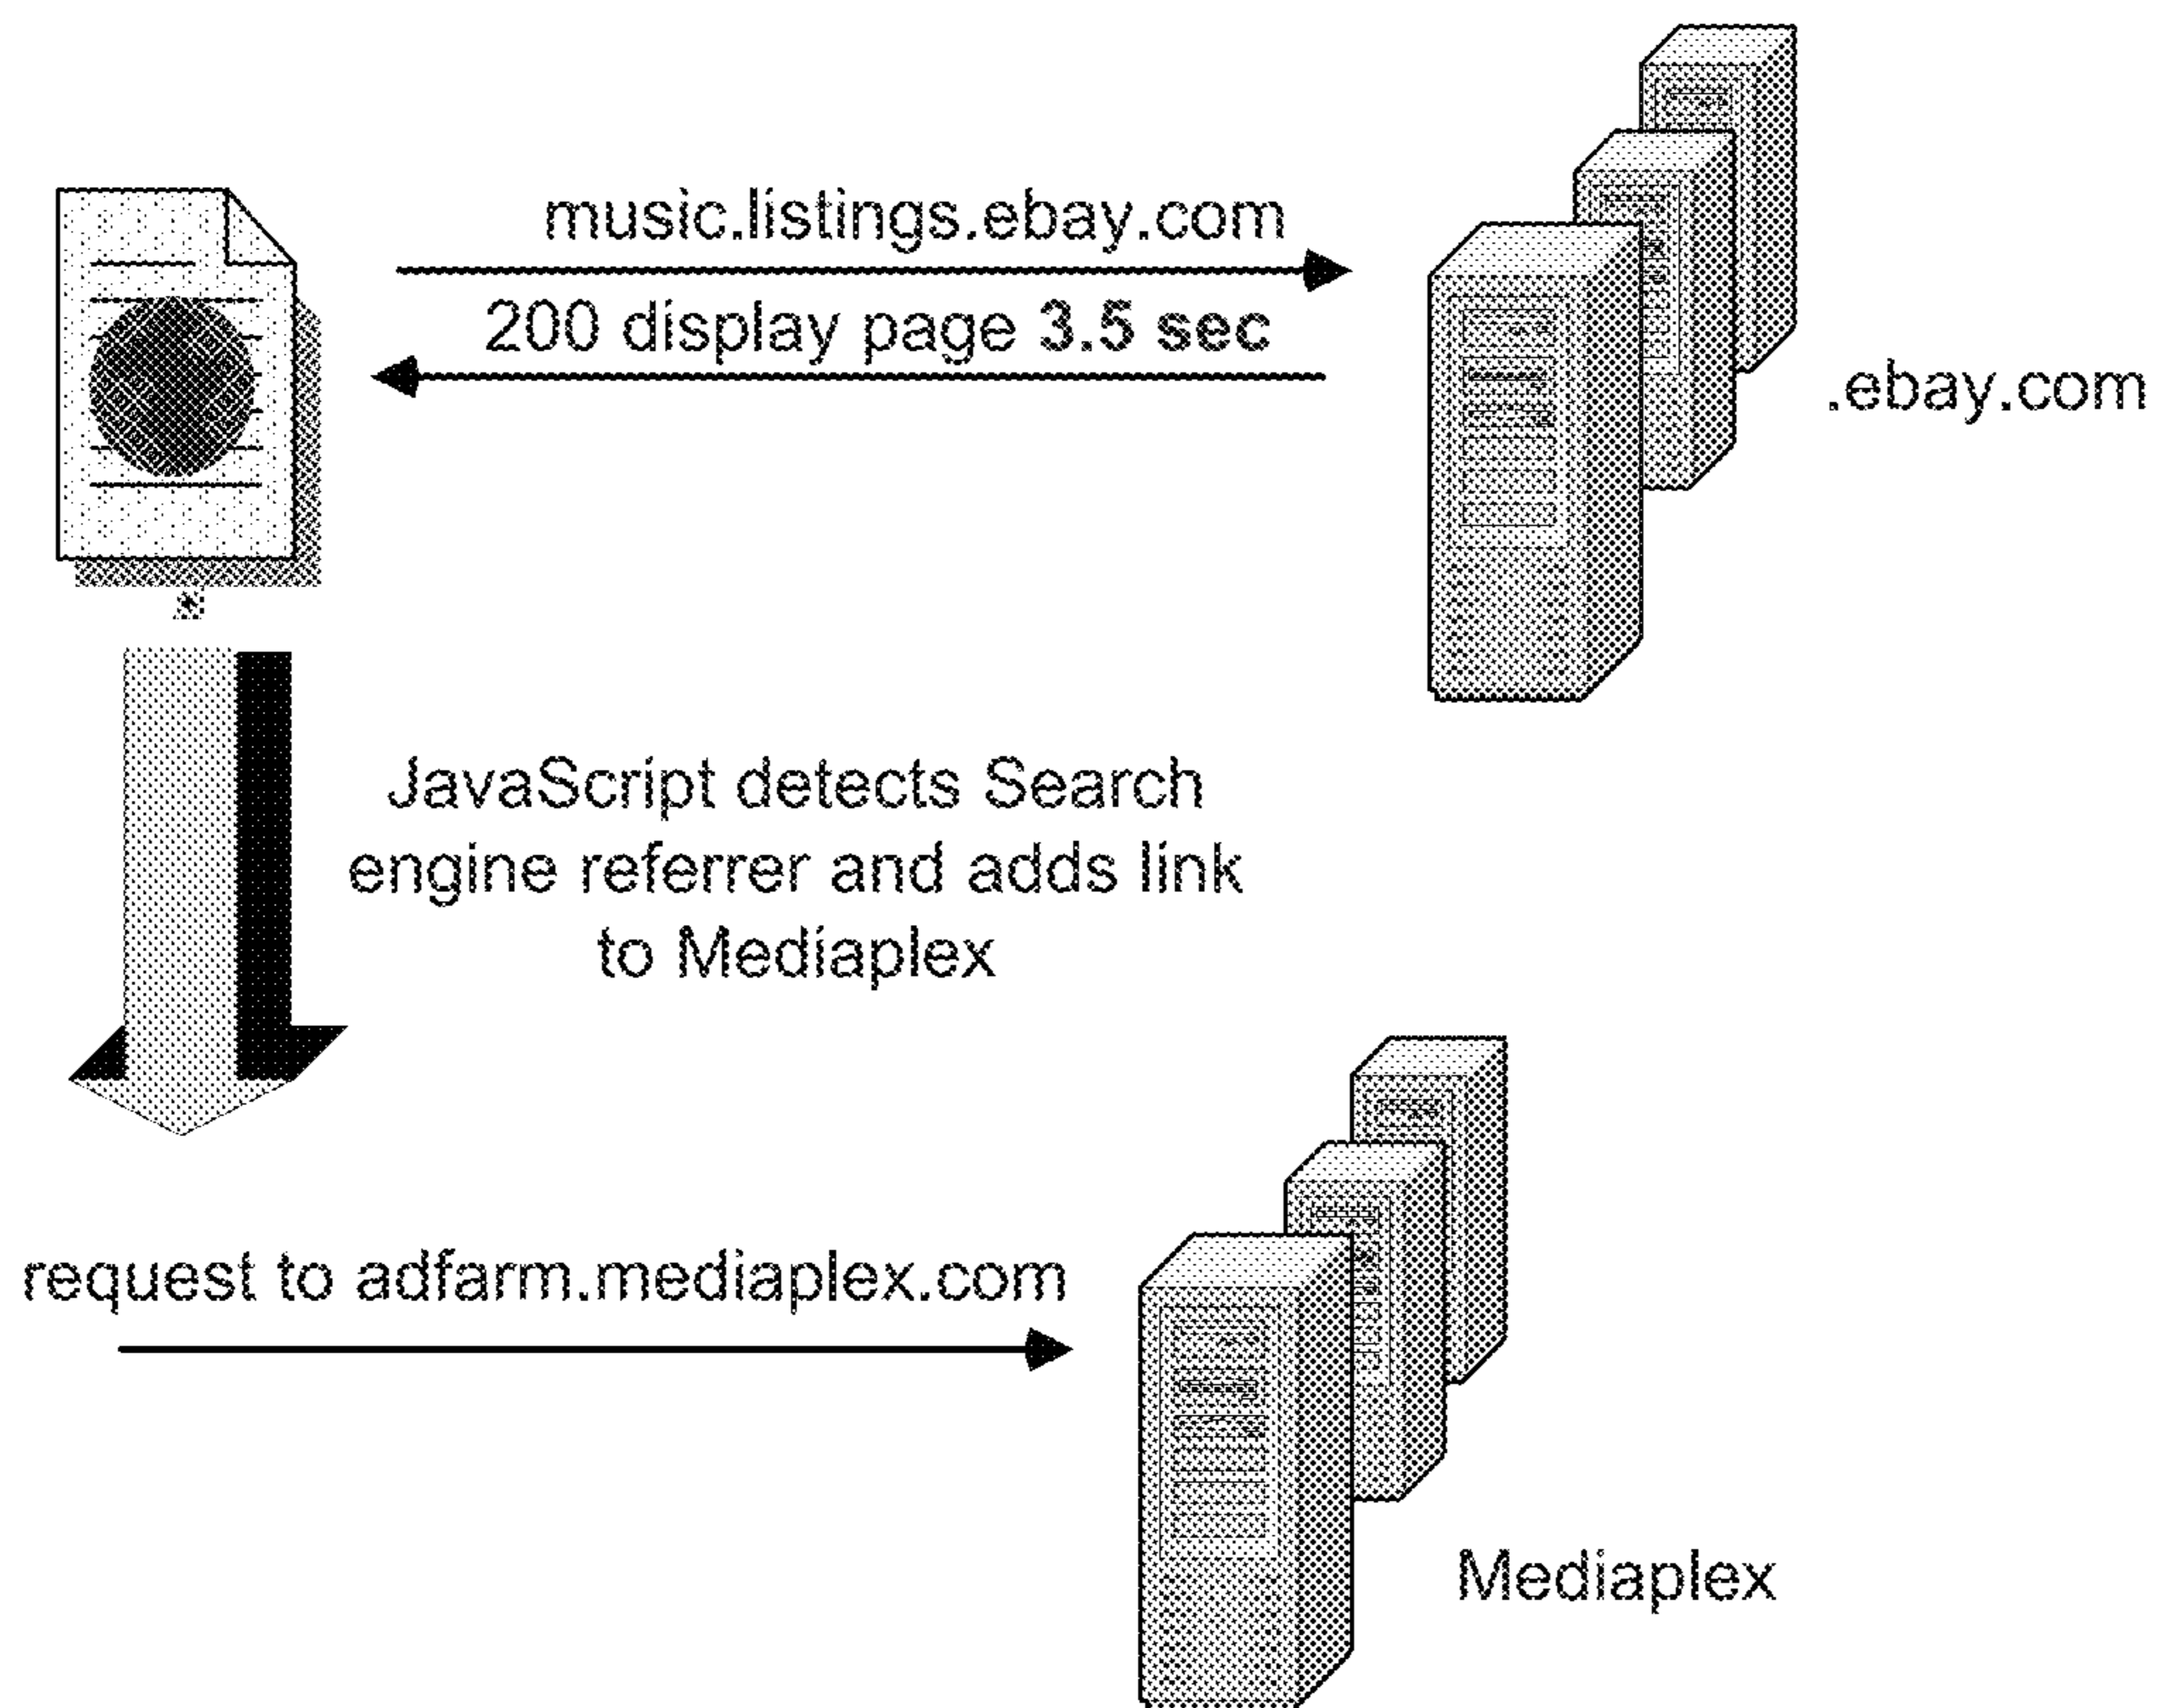 music.listings.ebay.com
200 display page 3.5 sec
.ebay.com
JavaScript detects Search
engine referrer and adds link
to Mediaplex
request to adfarm.mediaplex.com
Mediaplex